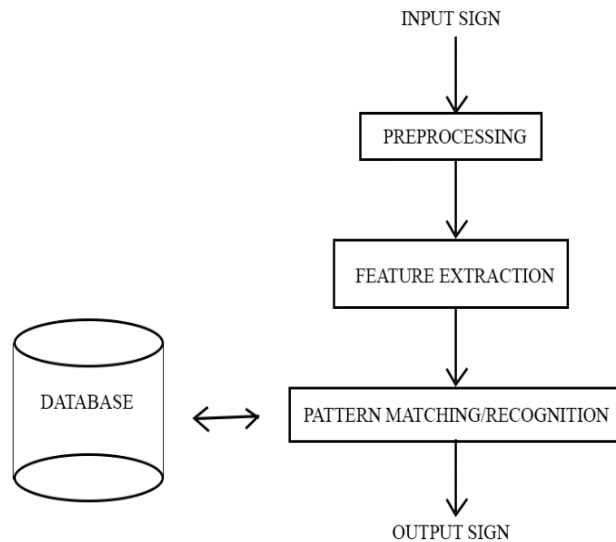 INPUT SIGN
PREPROCESSING
FEATURE EXTRACTION
DATABASE
PATTERN MATCHING/RECOGNITION
OUTPUT SIGN